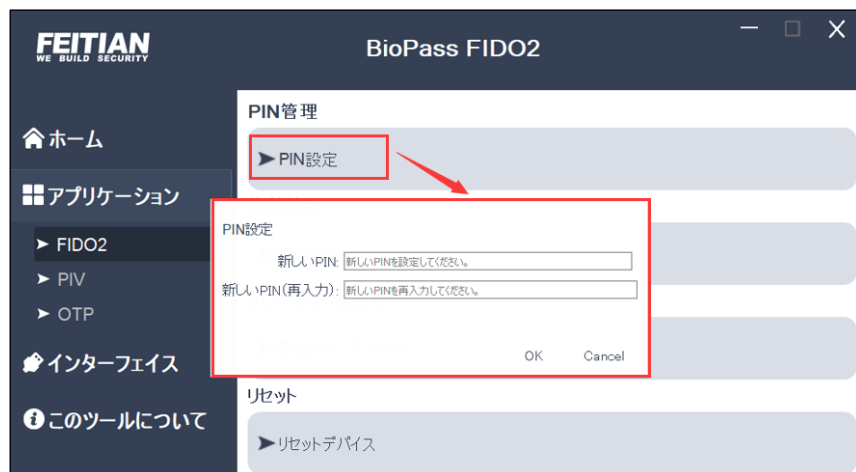 FEITIAN
WE BUILD SECURITY
BioPass FIDO2
ホーム
アプリケーション
FIDO2
PIV
OTP
インターフェイス
このツールについて
PIN管理
PIN設定
PIN設定
新しいPIN: 新しいPINを設定してください。
新しいPIN(再入力): 新しいPINを再入力してください。
OK Cancel
リセット
リセットデバイス